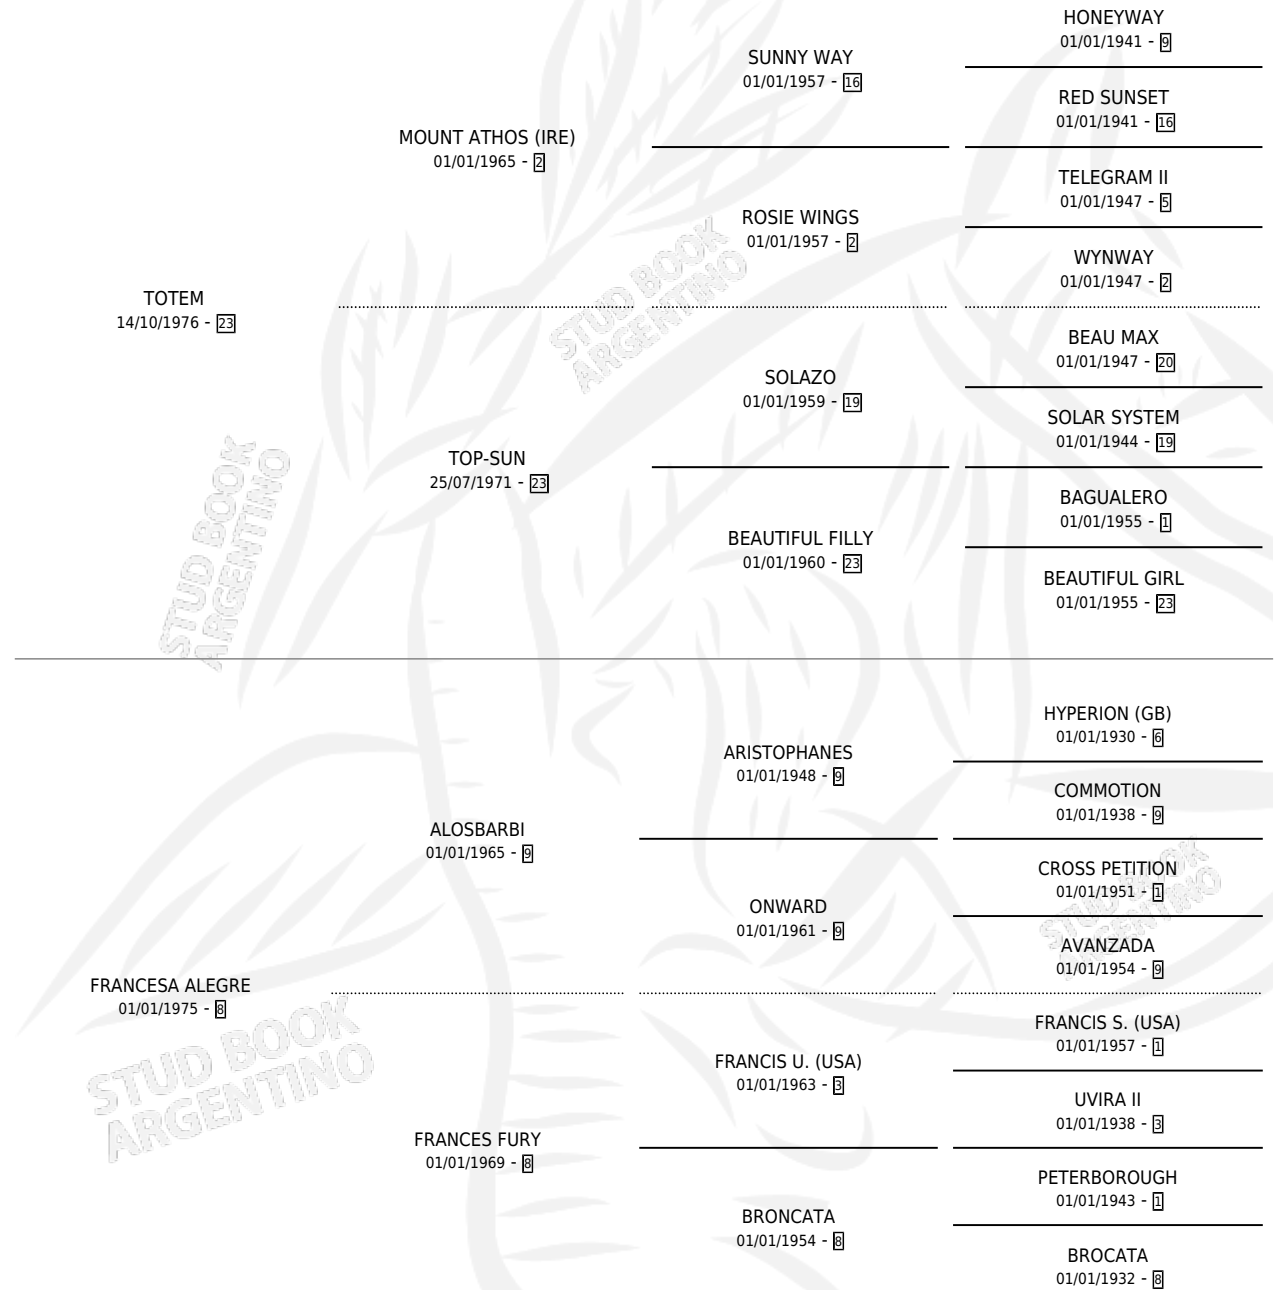 HONEYWAY
01/01/1941 - 9
SUNNY WAY
01/01/1957 - 16
RED SUNSET
01/01/1941 - 16
MOUNT ATHOS (IRE)
01/01/1965 - 2
TELEGRAM II
01/01/1947 - 5
ROSIE WINGS
01/01/1957 - 2
WYNWAY
01/01/1947 - 2
STUD BOOK
ARGENTINO
TOTEM
14/10/1976 - 23
BEAU MAX
01/01/1947 - 20
SOLAZO
01/01/1959 - 19
SOLAR SYSTEM
01/01/1944 - 19
TOP-SUN
25/07/1971 - 23
BAGUALERO
01/01/1955 - 1
BEAUTIFUL FILLY
01/01/1960 - 23
BEAUTIFUL GIRL
01/01/1955 - 23
STUD BOOK
ARGENTINO
HYPERION (GB)
01/01/1930 - 6
ARISTOPHANES
01/01/1948 - 9
COMMOTION
01/01/1938 - 9
ALOSBARBI
01/01/1965 - 9
CROSS PETITION
01/01/1951 - 1
ONWARD
01/01/1961 - 9
AVANZADA
01/01/1954 - 9
STUD BOOK
ARGENTINO
FRANCESA ALEGRE
01/01/1975 - 8
FRANCIS S. (USA)
01/01/1957 - 1
FRANCIS U. (USA)
01/01/1963 - 3
UVIRA II
01/01/1938 - 3
STUD BOOK
ARGENTINO
FRANCES FURY
01/01/1969 - 8
PETERBOROUGH
01/01/1943 - 1
BRONCATA
01/01/1954 - 8
BROCATA
01/01/1932 - 8